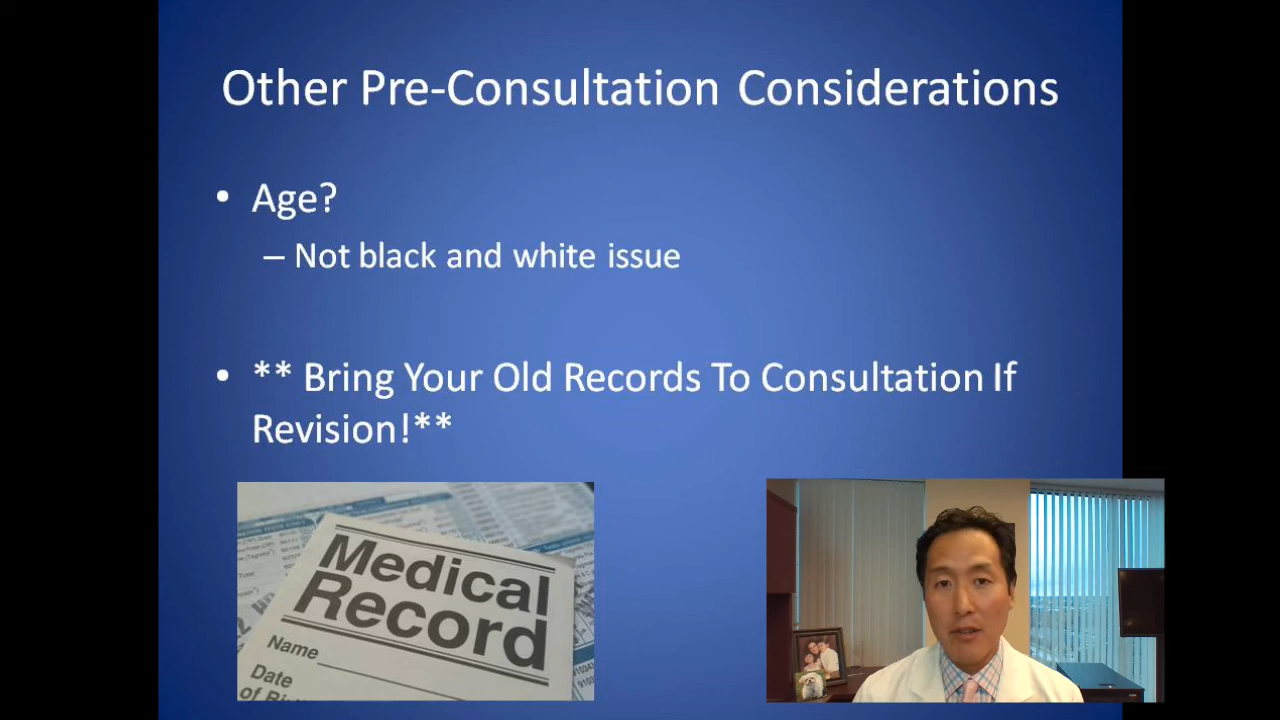 Other Pre-Consultation Considerations
• Age?
– Not black and white issue
• ** Bring Your Old Records To Consultation If
Revision!**
Medical
Record
Name
Date